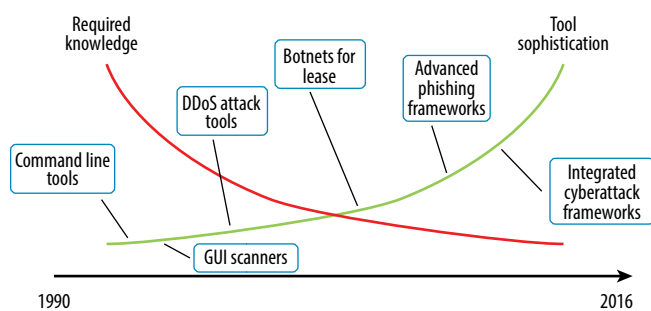 Required
knowledge
Tool
sophistication
Botnets for
lease
Advanced
phishing
frameworks
DDoS attack
tools
Command line
tools
Integrated
cyberattack
frameworks
GUI scanners
1990
2016